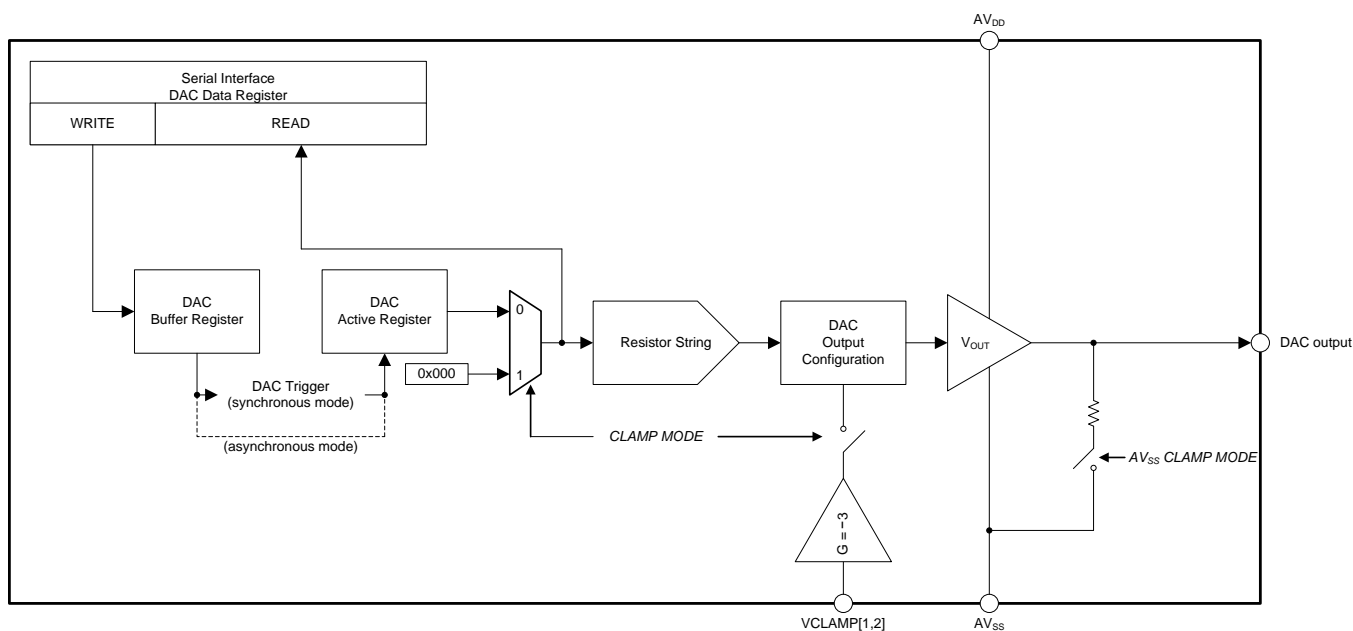 AVDD
Serial Interface
DAC Data Register
WRITE
READ
DAC
Buffer Register
DAC
Active Register
0
1
0x000
Resistor String
DAC
Output
Configuration
VOUT
DAC output
DAC Trigger
(synchronous mode)
(asynchronous mode)
CLAMP MODE
AVSS CLAMP MODE
G = –3
VCLAMP[1,2]
AVSS